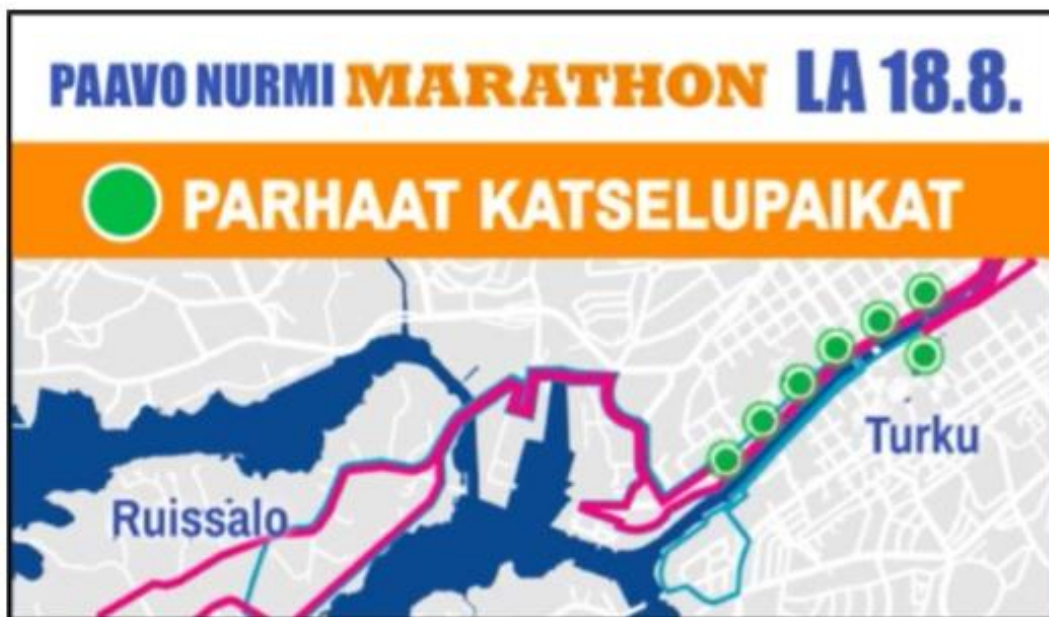 PAAVO NURMI MARATHON LA 18.8.
PARHAAT KATSELUPAIKAT
Turku
Ruissalo